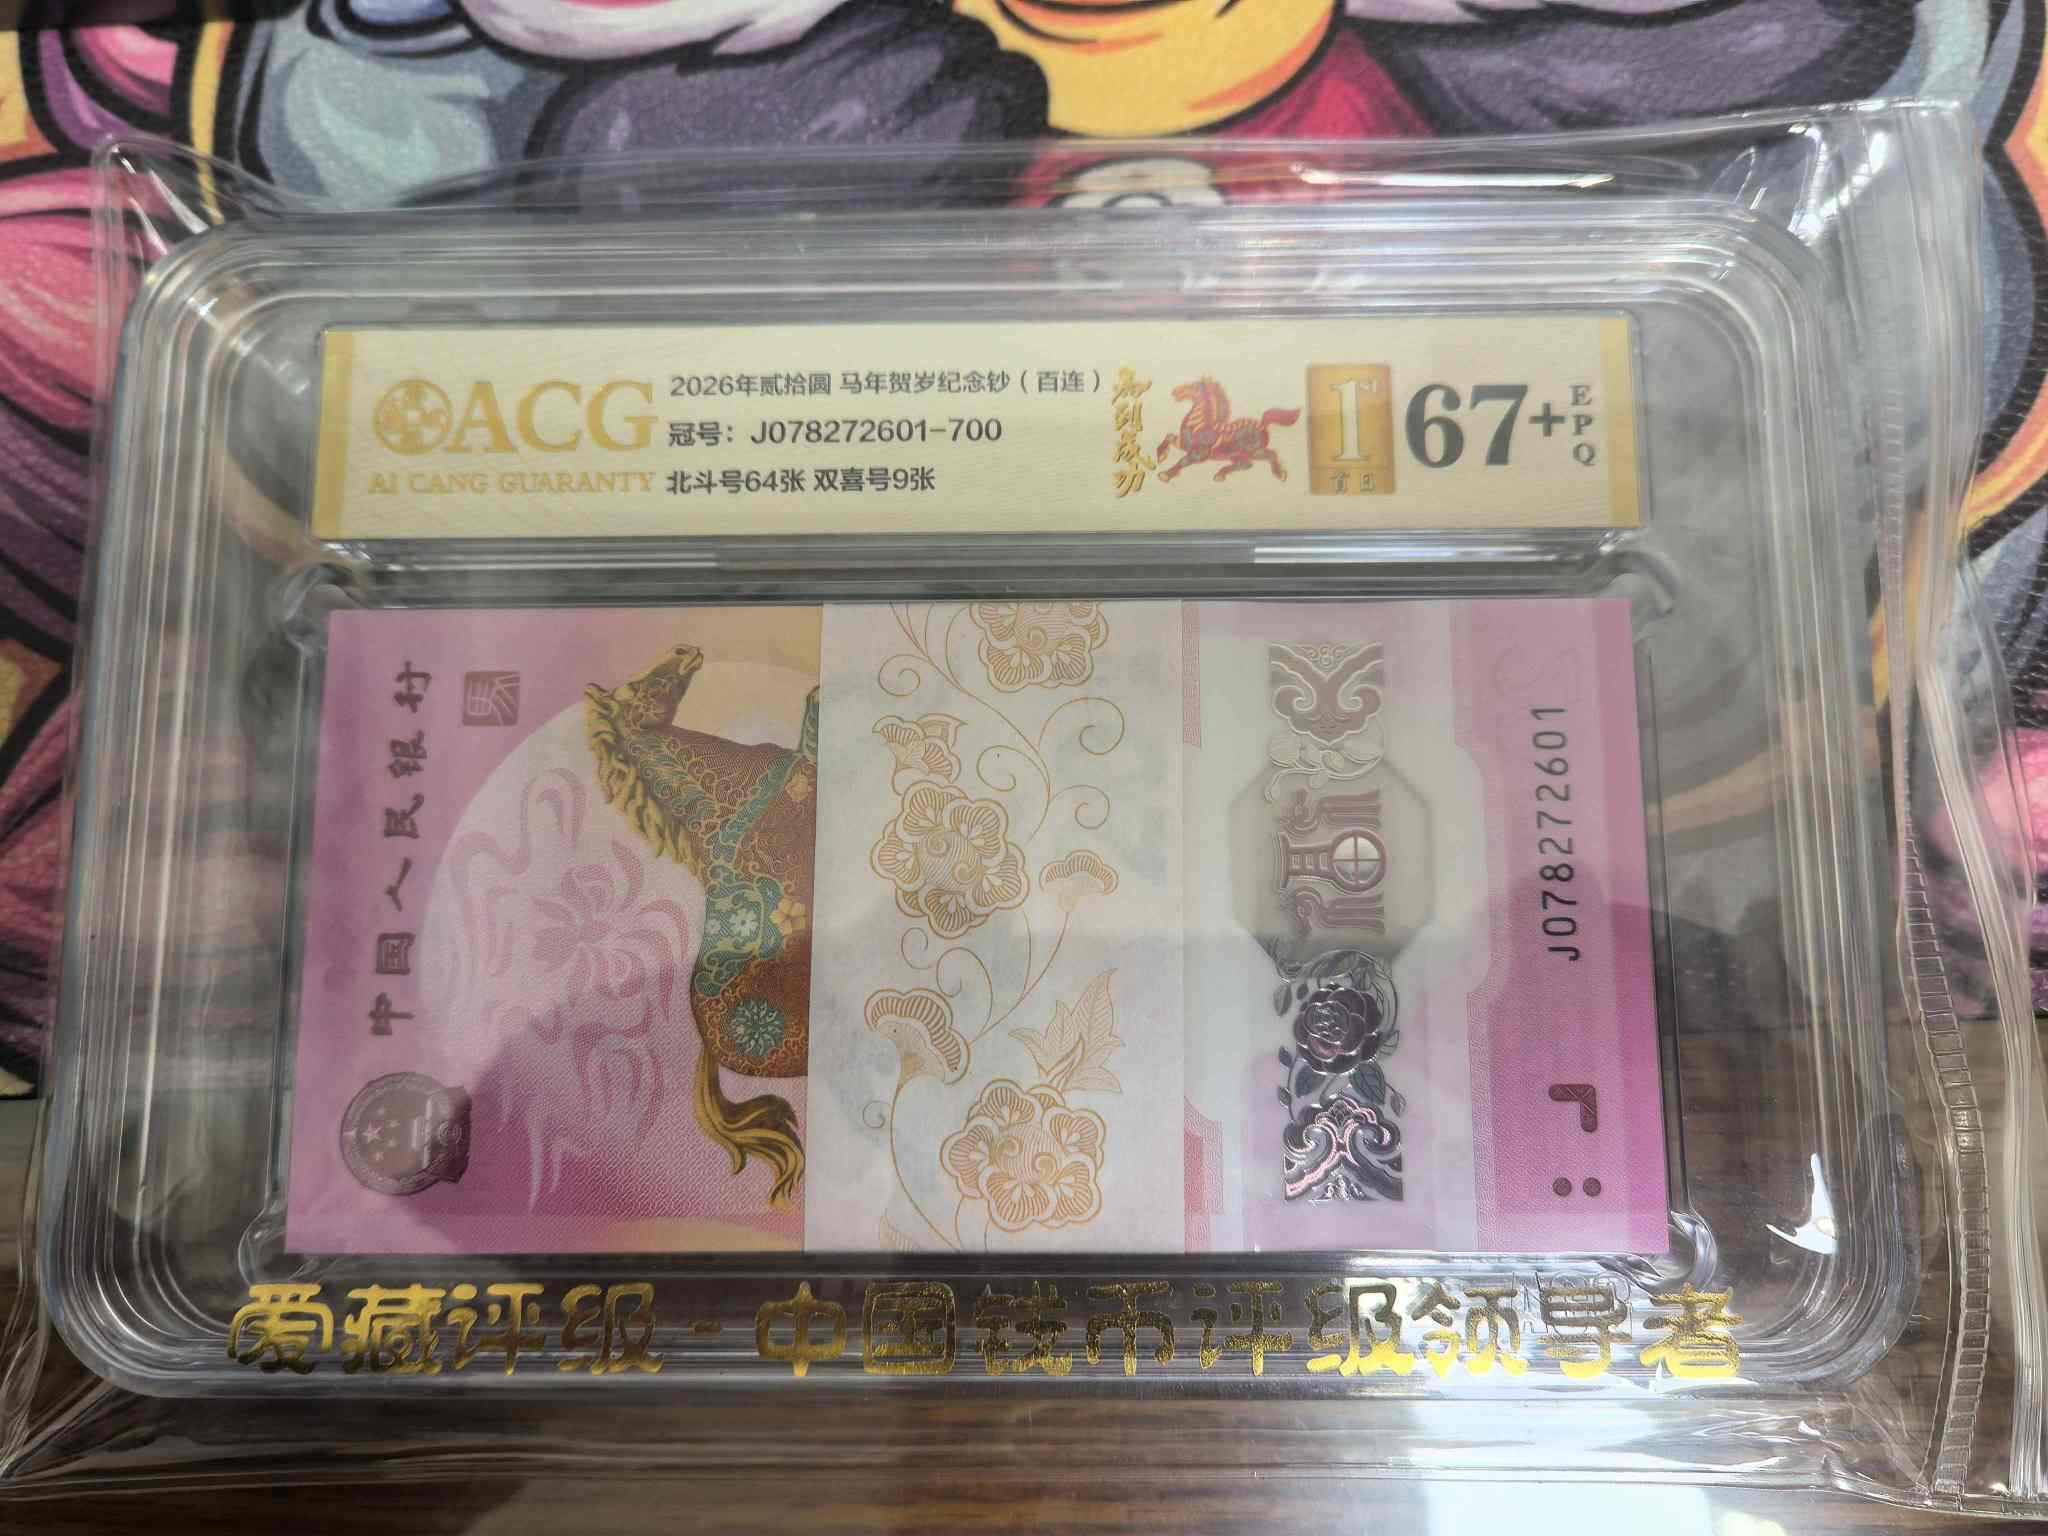 ACG
AI CANG GUARANTY
2026年贰拾圆 马年贺岁纪念钞（百连）
冠号：J078272601-700
北斗号64张 双喜号9张
马到成功
1st
首日
67+
EPQ
中国人民银行
J078272601
爱藏评级-中国钱币评级领导者